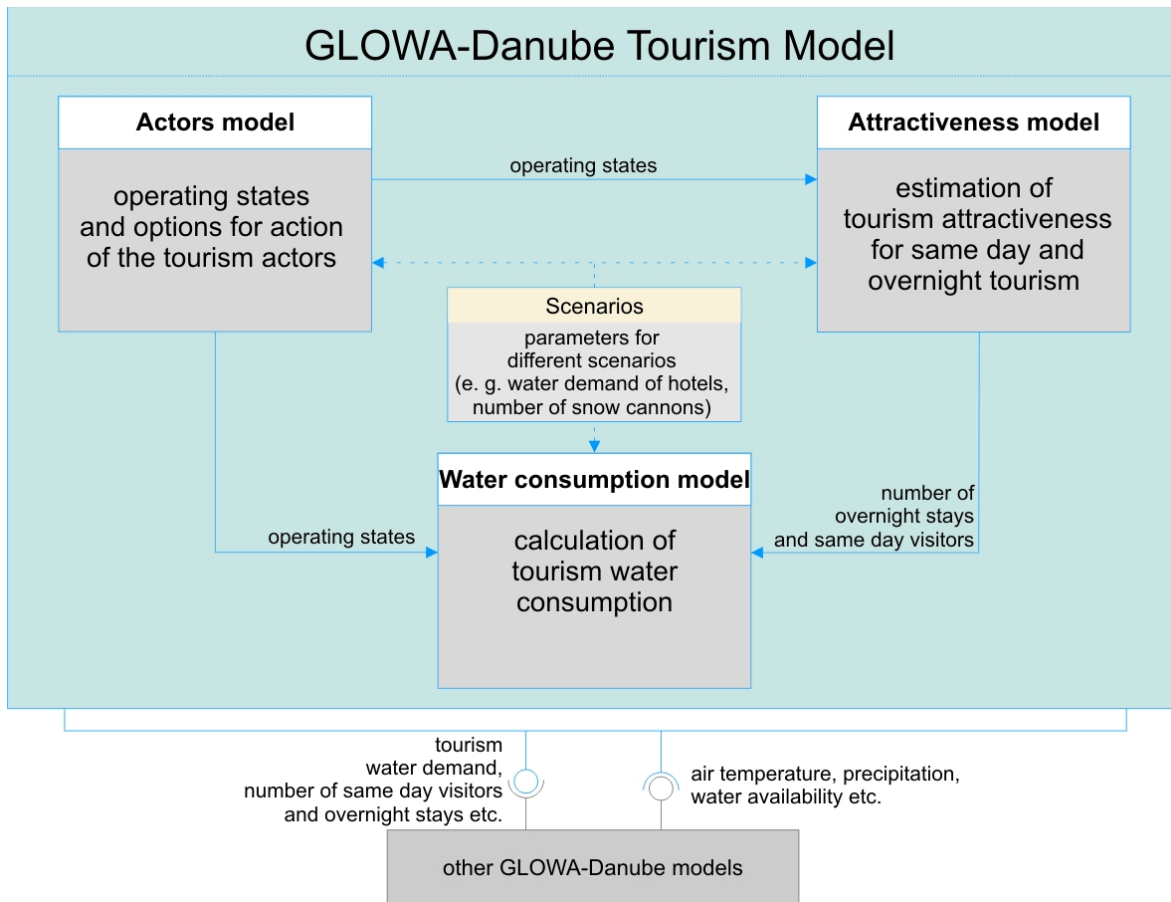 GLOWA-Danube Tourism Model
Actors model
operating states
and options for action
of the tourism actors
operating states
Attractiveness model
estimation of
tourism attractiveness
for same day and
overnight tourism
Scenarios
parameters for
different scenarios
(e. g. water demand of hotels,
number of snow cannons)
operating states
Water consumption model
calculation of
tourism water
consumption
number of
overnight stays
and same day visitors
tourism
water demand,
number of same day visitors
and overnight stays etc.
air temperature, precipitation,
water availability etc.
other GLOWA-Danube models